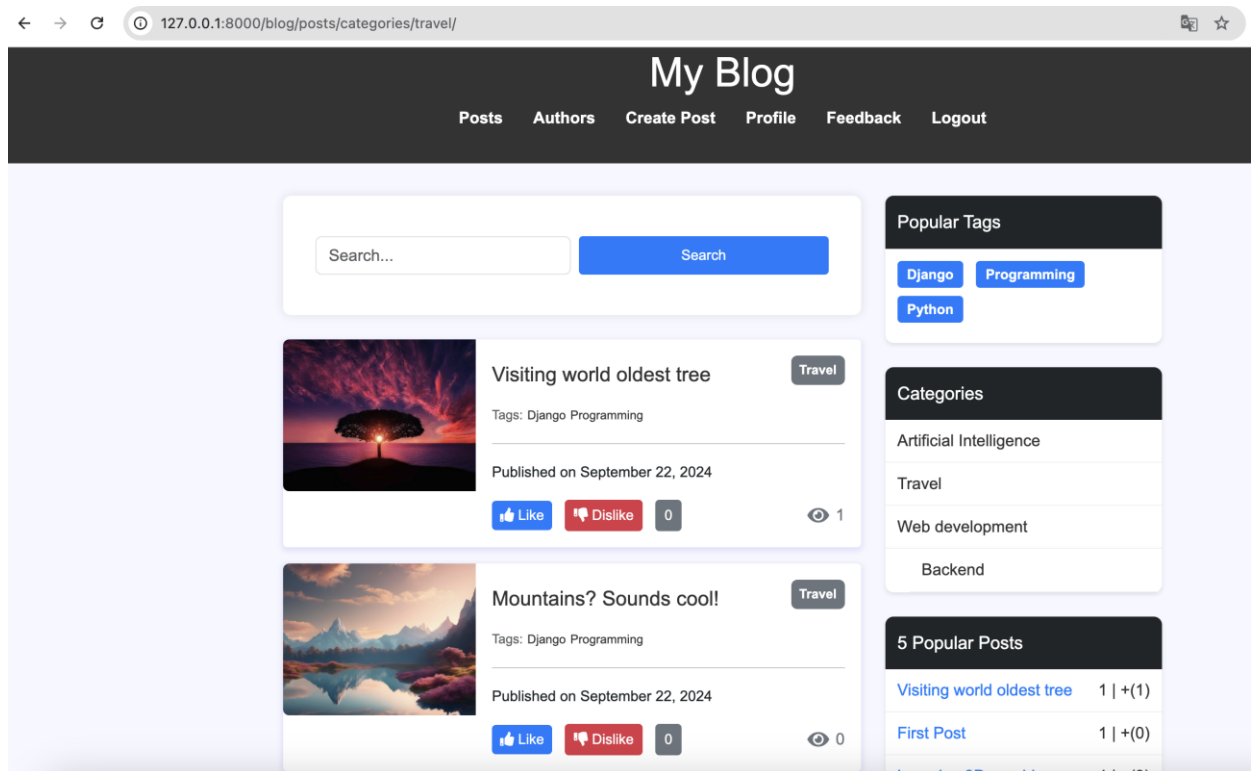 127.0.0.1:8000/blog/posts/categories/travel/
My Blog
Posts Authors Create Post Profile Feedback Logout
Search... Search
Visiting world oldest tree Travel
Tags: Django Programming
Published on September 22, 2024
Like Dislike 0 1
Mountains? Sounds cool! Travel
Tags: Django Programming
Published on September 22, 2024
Like Dislike 0 0
Popular Tags
Django Programming
Python
Categories
Artificial Intelligence
Travel
Web development
Backend
5 Popular Posts
Visiting world oldest tree 1 | +(1)
First Post 1 | +(0)